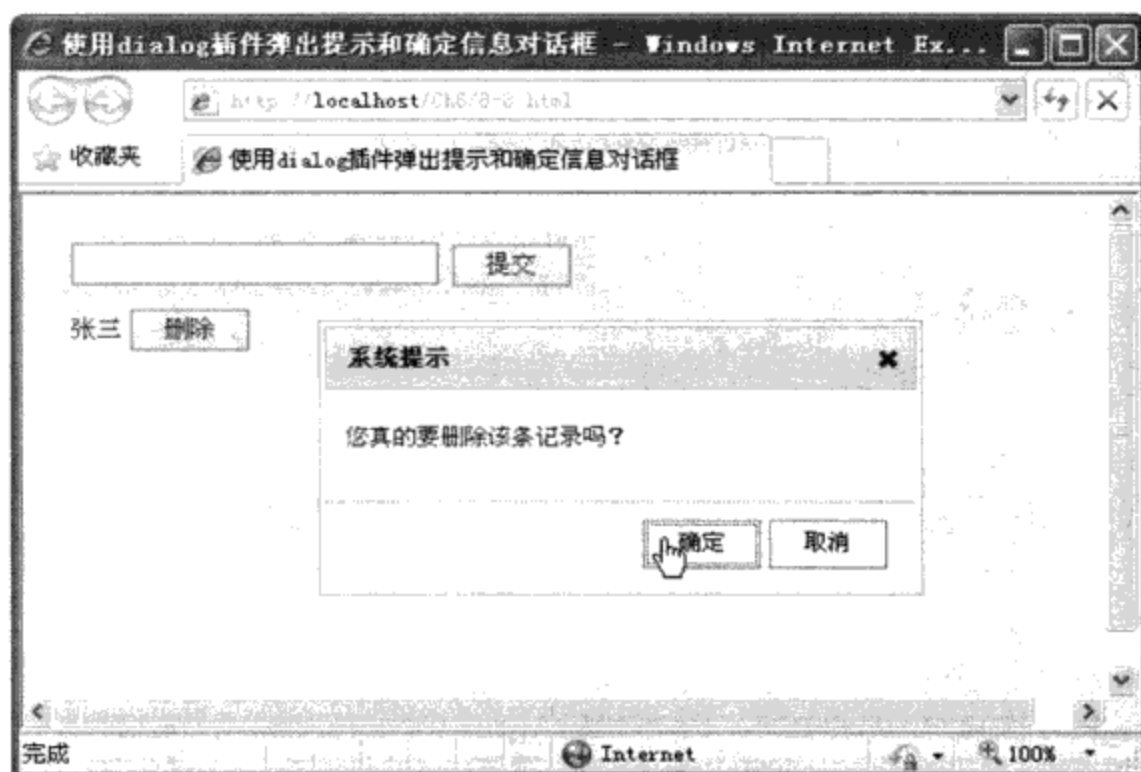 使用dialog插件弹出提示和确定信息对话框 - Windows Internet Ex...
localhost
收藏夹
使用dialog插件弹出提示和确定信息对话框
提交
张三 删除
系统提示
您真的要删除该条记录吗?
确定 取消
完成 Internet 100%